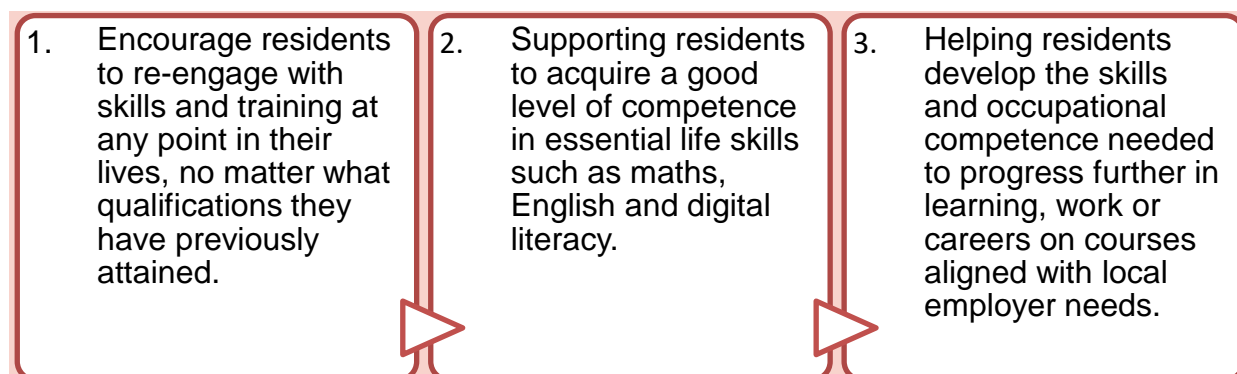 1. Encourage residents
to re-engage with
skills and training at
any point in their
lives, no matter what
qualifications they
have previously
attained.
2. Supporting residents
to acquire a good
level of competence
in essential life skills
such as maths,
English and digital
literacy.
3. Helping residents
develop the skills
and occupational
competence needed
to progress further in
learning, work or
careers on courses
aligned with local
employer needs.